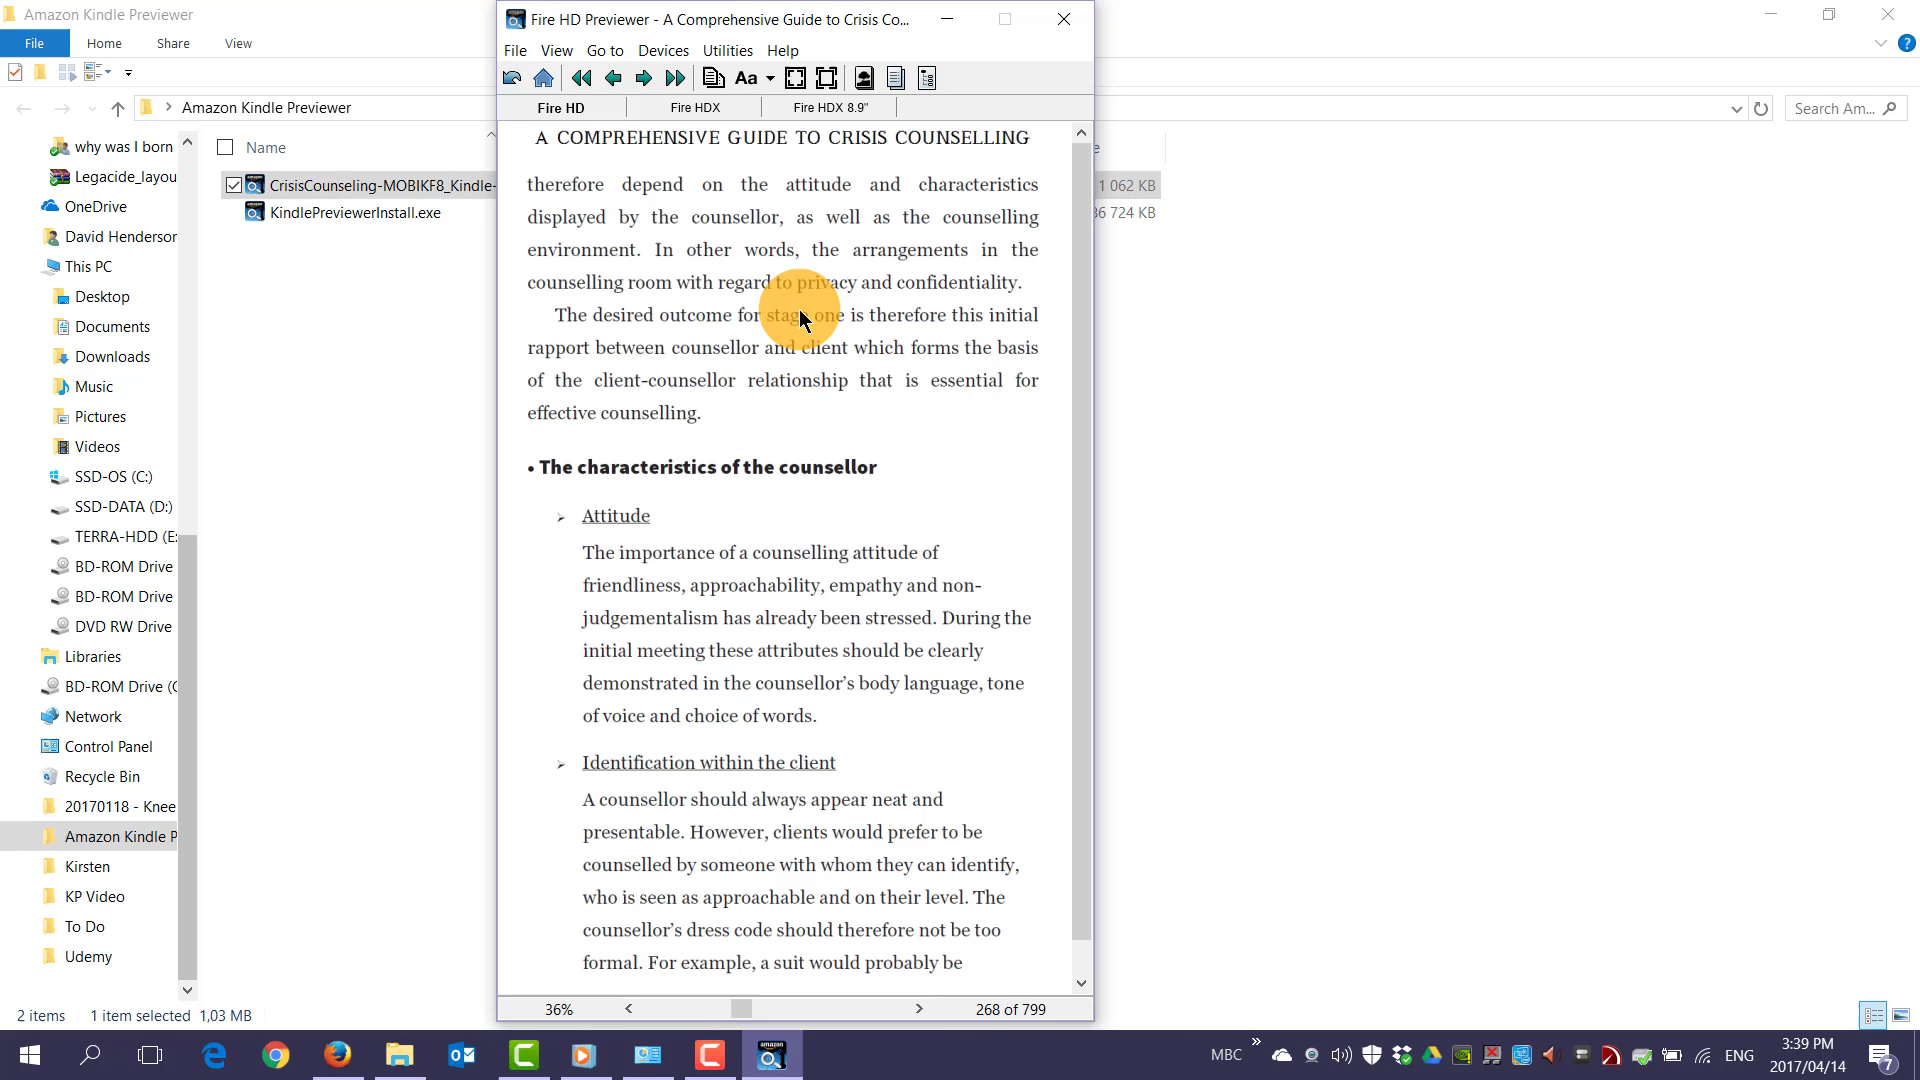 Amazon Kindle Previewer
File Home Share View
Amazon Kindle Previewer
Search Am...
why was I born
Legacide_layou
OneDrive
David Henderson
This PC
Desktop
Documents
Downloads
Music
Pictures
Videos
SSD-OS (C:)
SSD-DATA (D:)
TERRA-HDD (E:
BD-ROM Drive
BD-ROM Drive
DVD RW Drive
Libraries
BD-ROM Drive (
Network
Control Panel
Recycle Bin
20170118 - Knee
Amazon Kindle P
Kirsten
KP Video
To Do
Udemy
Name
CrisisCounseling-MOBIKF8_Kindle-
1 062 KB
KindlePreviewerInstall.exe
36 724 KB
Fire HD Previewer - A Comprehensive Guide to Crisis Co...
File View Go to Devices Utilities Help
Aa
Fire HD Fire HDX Fire HDX 8.9"
A COMPREHENSIVE GUIDE TO CRISIS COUNSELLING
therefore depend on the attitude and characteristics
displayed by the counsellor, as well as the counselling
environment. In other words, the arrangements in the
counselling room with regard to privacy and confidentiality.
The desired outcome for stage one is therefore this initial
rapport between counsellor and client which forms the basis
of the client-counsellor relationship that is essential for
effective counselling.
• The characteristics of the counsellor
➢ Attitude
The importance of a counselling attitude of
friendliness, approachability, empathy and non-
judgementalism has already been stressed. During the
initial meeting these attributes should be clearly
demonstrated in the counsellor's body language, tone
of voice and choice of words.
➢ Identification within the client
A counsellor should always appear neat and
presentable. However, clients would prefer to be
counselled by someone with whom they can identify,
who is seen as approachable and on their level. The
counsellor's dress code should therefore not be too
formal. For example, a suit would probably be
36% 268 of 799
2 items 1 item selected 1,03 MB
MBC ENG
3:39 PM
2017/04/14
7